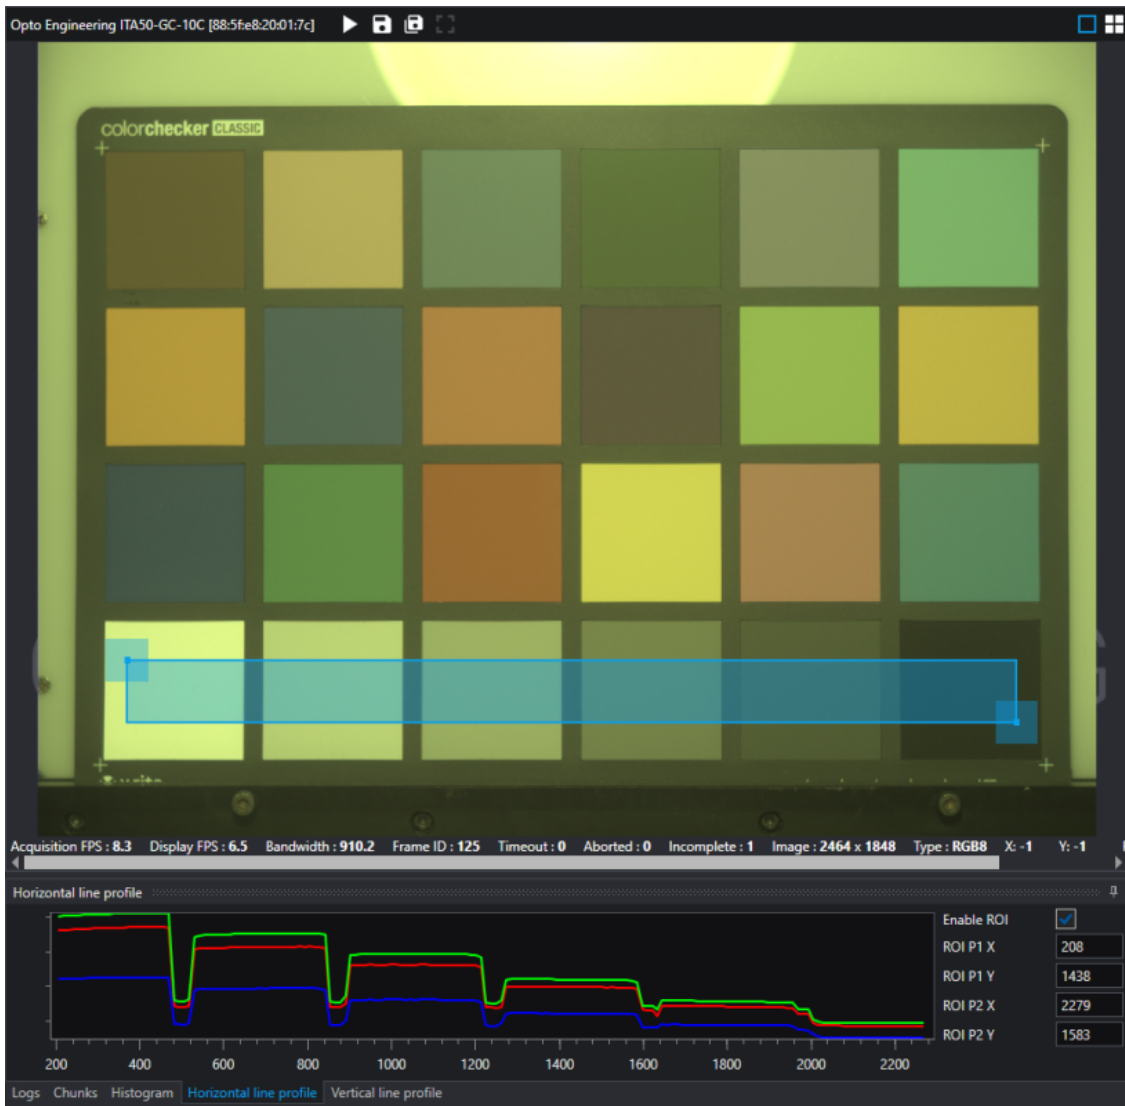 Opto Engineering ITA50-GC-10C [88:5f:e8:20:01:7c]
colorchecker CLASSIC
Acquisition FPS : 8.3 Display FPS : 6.5 Bandwidth : 910.2 Frame ID : 125 Timeout : 0 Aborted : 0 Incomplete : 1 Image : 2464 x 1848 Type : RGB8 X: -1 Y: -1
Horizontal line profile
Enable ROI
ROI P1 X 208
ROI P1 Y 1438
ROI P2 X 2279
ROI P2 Y 1583
200 400 600 800 1000 1200 1400 1600 1800 2000 2200
Logs Chunks Histogram Horizontal line profile Vertical line profile